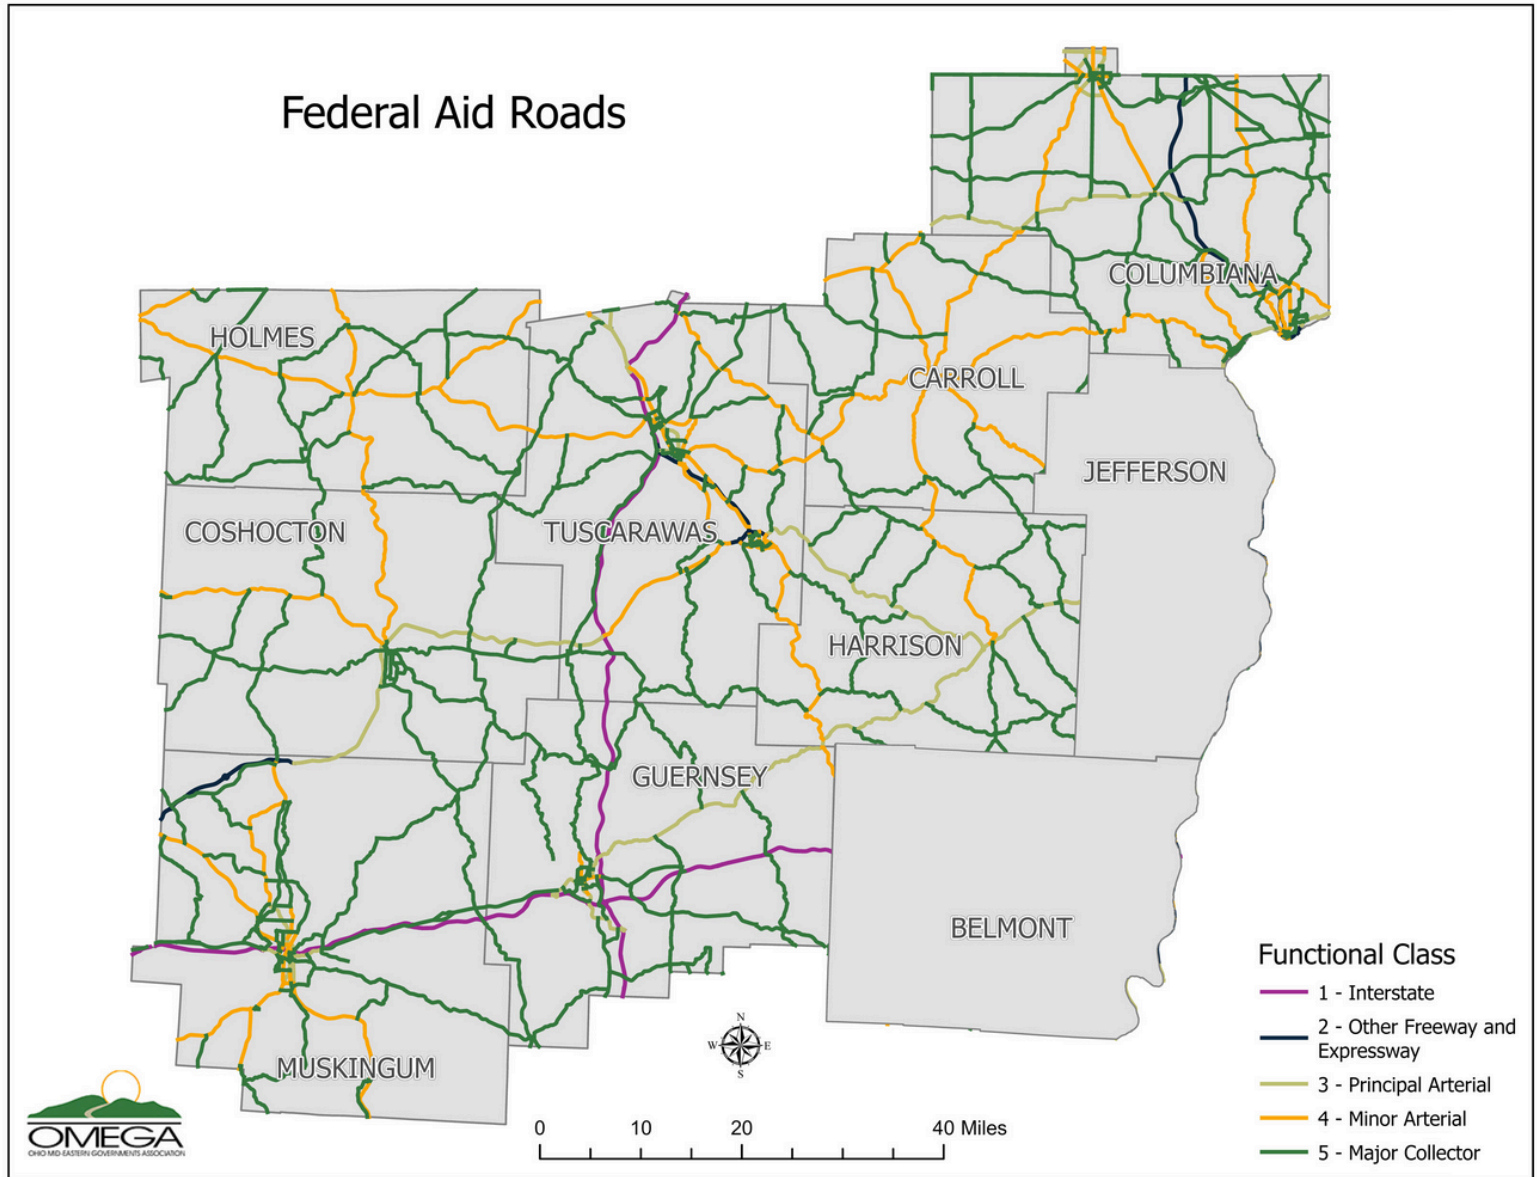 Federal Aid Roads
COLUMBIANA
HOLMES
CARROLL
JEFFERSON
COSHOCTON
TUSCARAWAS
HARRISON
GUERNSEY
BELMONT
MUSKINGUM
Functional Class
1 - Interstate
2 - Other Freeway and
Expressway
3 - Principal Arterial
4 - Minor Arterial
5 - Major Collector
N
W E
S
0 10 20 40 Miles
OMEGA
OHIO MID-EASTERN GOVERNMENTS ASSOCIATION